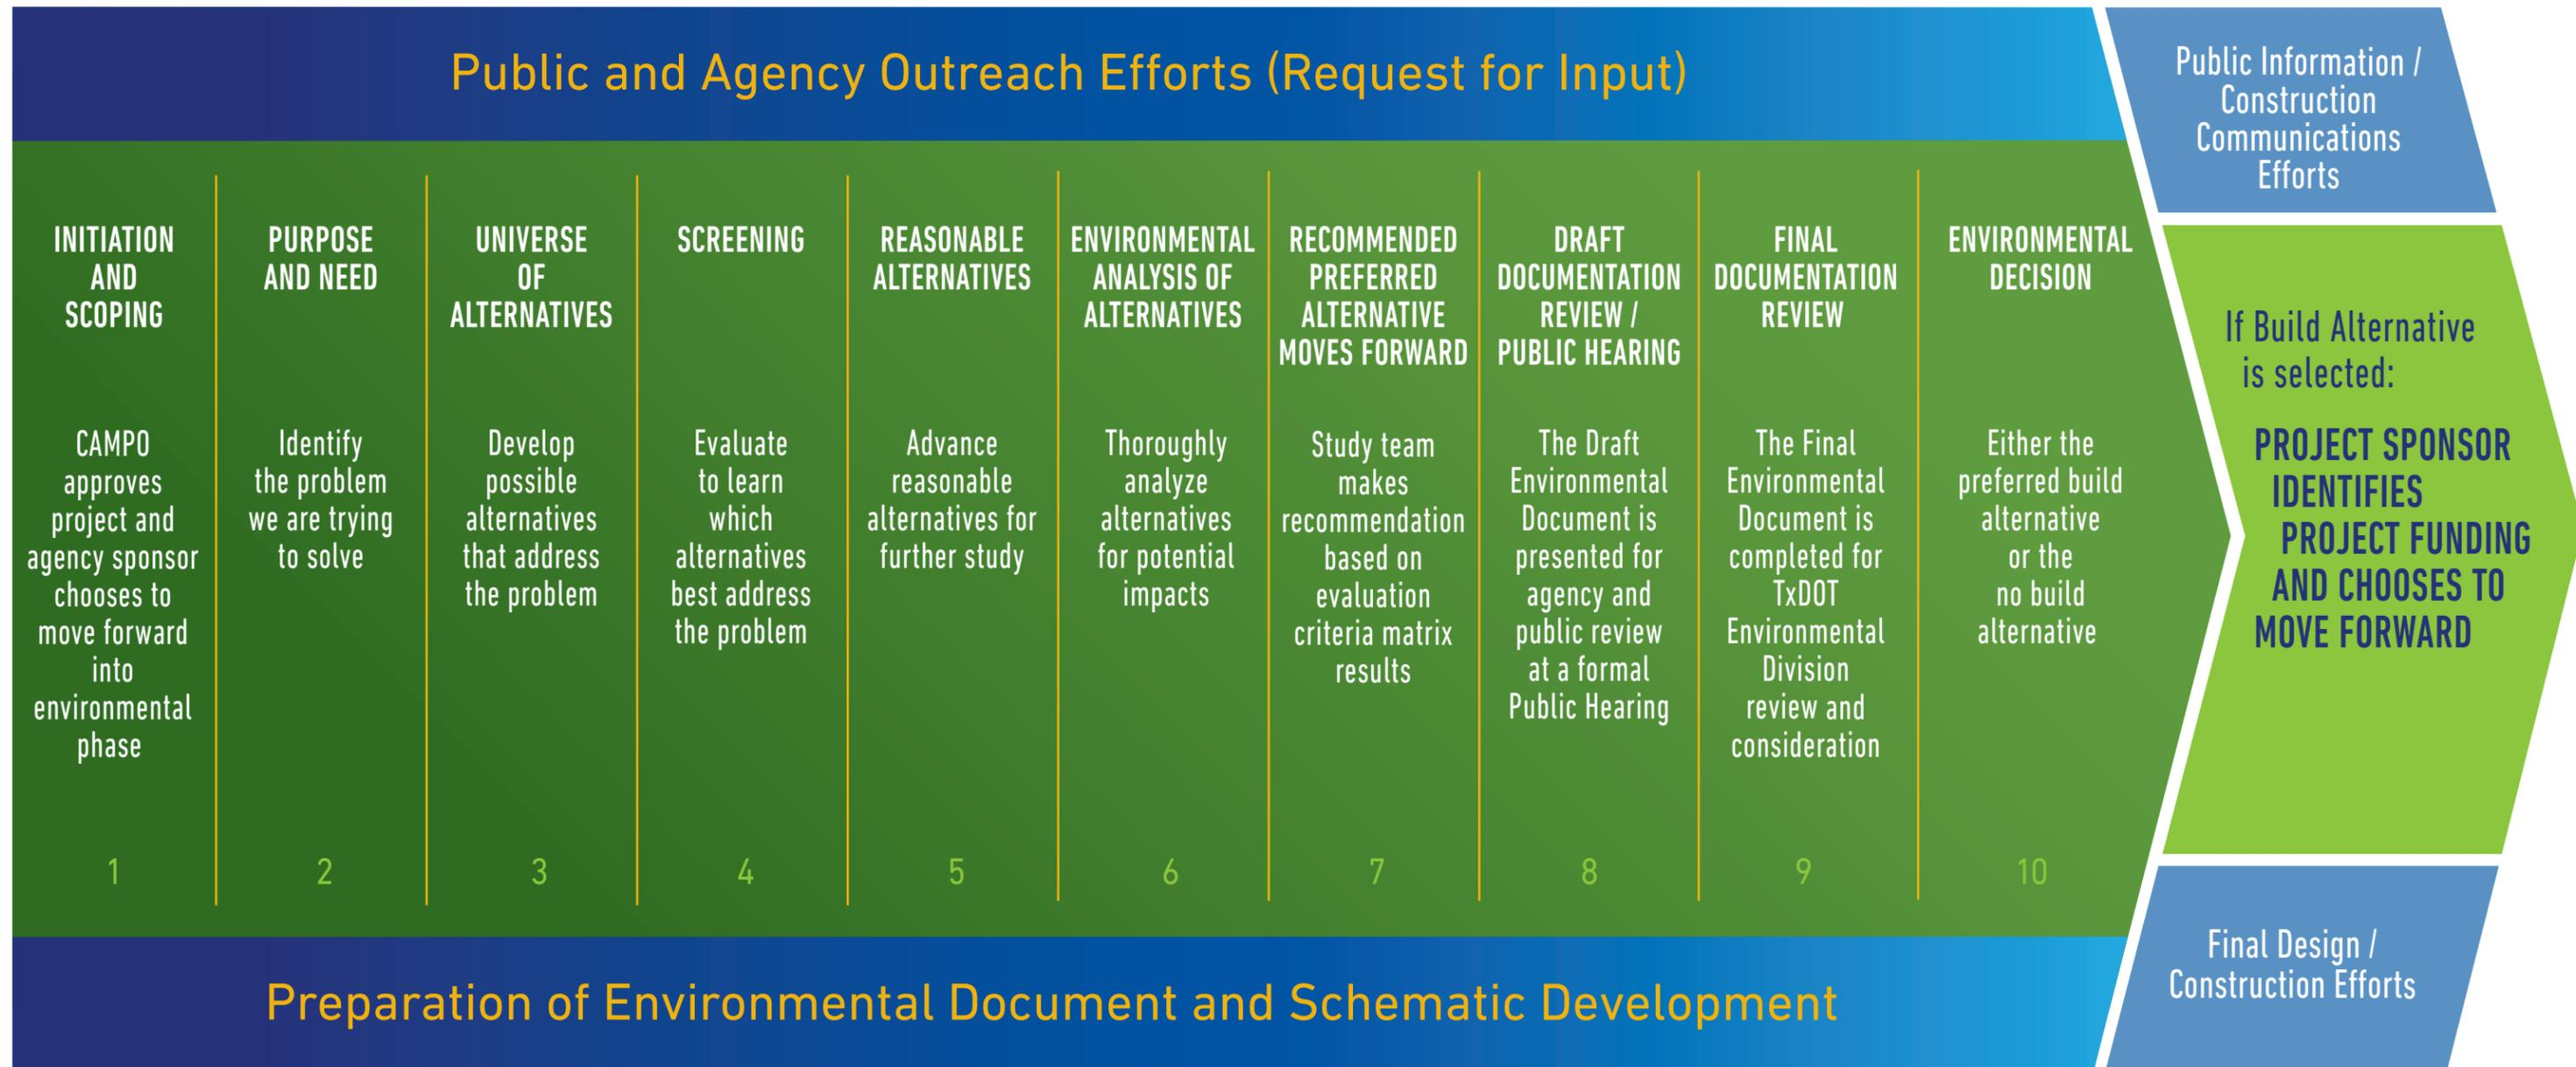 Public and Agency Outreach Efforts (Request for Input)
INITIATION
AND
SCOPING
CAMPO
approves
project and
agency sponsor
chooses to
move forward
into
environmental
phase
1
PURPOSE
AND NEED
Identify
the problem
we are trying
to solve
2
UNIVERSE
OF
ALTERNATIVES
Develop
possible
alternatives
that address
the problem
3
SCREENING
Evaluate
to learn
which
alternatives
best address
the problem
4
REASONABLE
ALTERNATIVES
Advance
reasonable
alternatives for
further study
5
ENVIRONMENTAL
ANALYSIS OF
ALTERNATIVES
Thoroughly
analyze
alternatives
for potential
impacts
6
RECOMMENDED
PREFERRED
ALTERNATIVE
MOVES FORWARD
Study team
makes
recommendation
based on
evaluation
criteria matrix
results
7
DRAFT
DOCUMENTATION
REVIEW /
PUBLIC HEARING
The Draft
Environmental
Document is
presented for
agency and
public review
at a formal
Public Hearing
8
FINAL
DOCUMENTATION
REVIEW
The Final
Environmental
Document is
completed for
TxDOT
Environmental
Division
review and
consideration
9
ENVIRONMENTAL
DECISION
Either the
preferred build
alternative
or the
no build
alternative
10
Preparation of Environmental Document and Schematic Development
Public Information /
Construction
Communications
Efforts
If Build Alternative
is selected:
PROJECT SPONSOR
IDENTIFIES
PROJECT FUNDING
AND CHOOSES TO
MOVE FORWARD
Final Design /
Construction Efforts